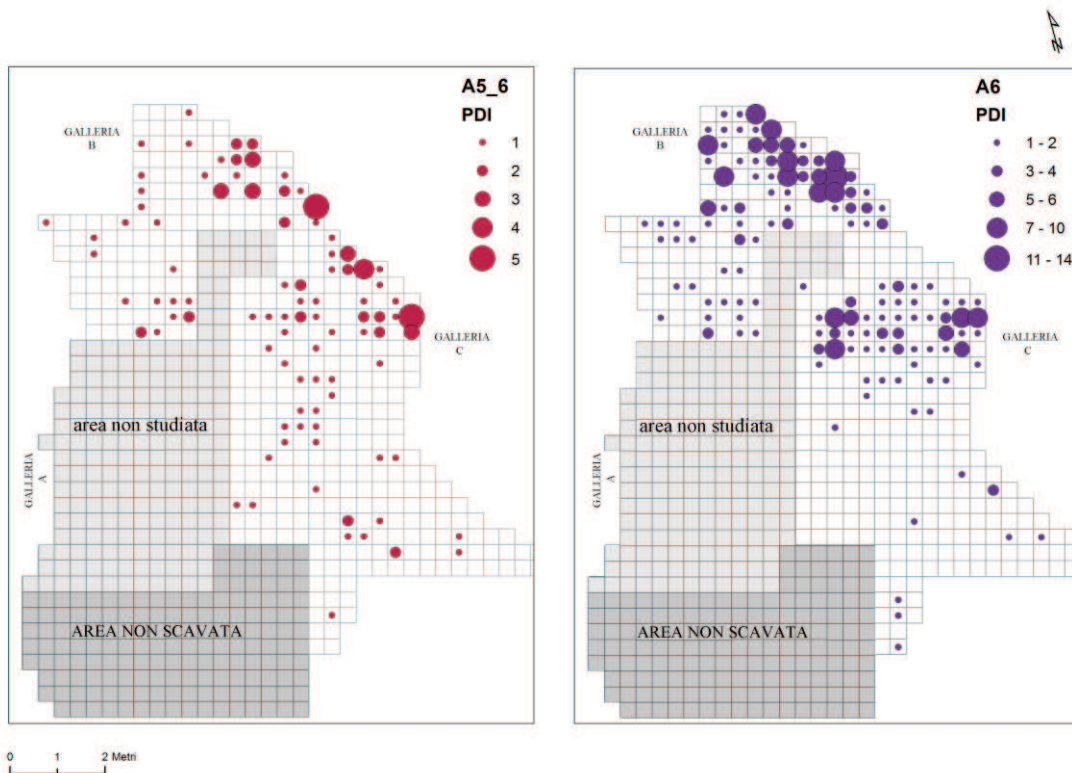 N
A5_6
PDI
1
2
3
4
5
GALLERIA
B
GALLERIA
C
area non studiata
GALLERIA
A
AREA NON SCAVATA
A6
PDI
1 - 2
3 - 4
5 - 6
7 - 10
11 - 14
GALLERIA
B
GALLERIA
C
area non studiata
GALLERIA
A
AREA NON SCAVATA
0 1 2 Metri